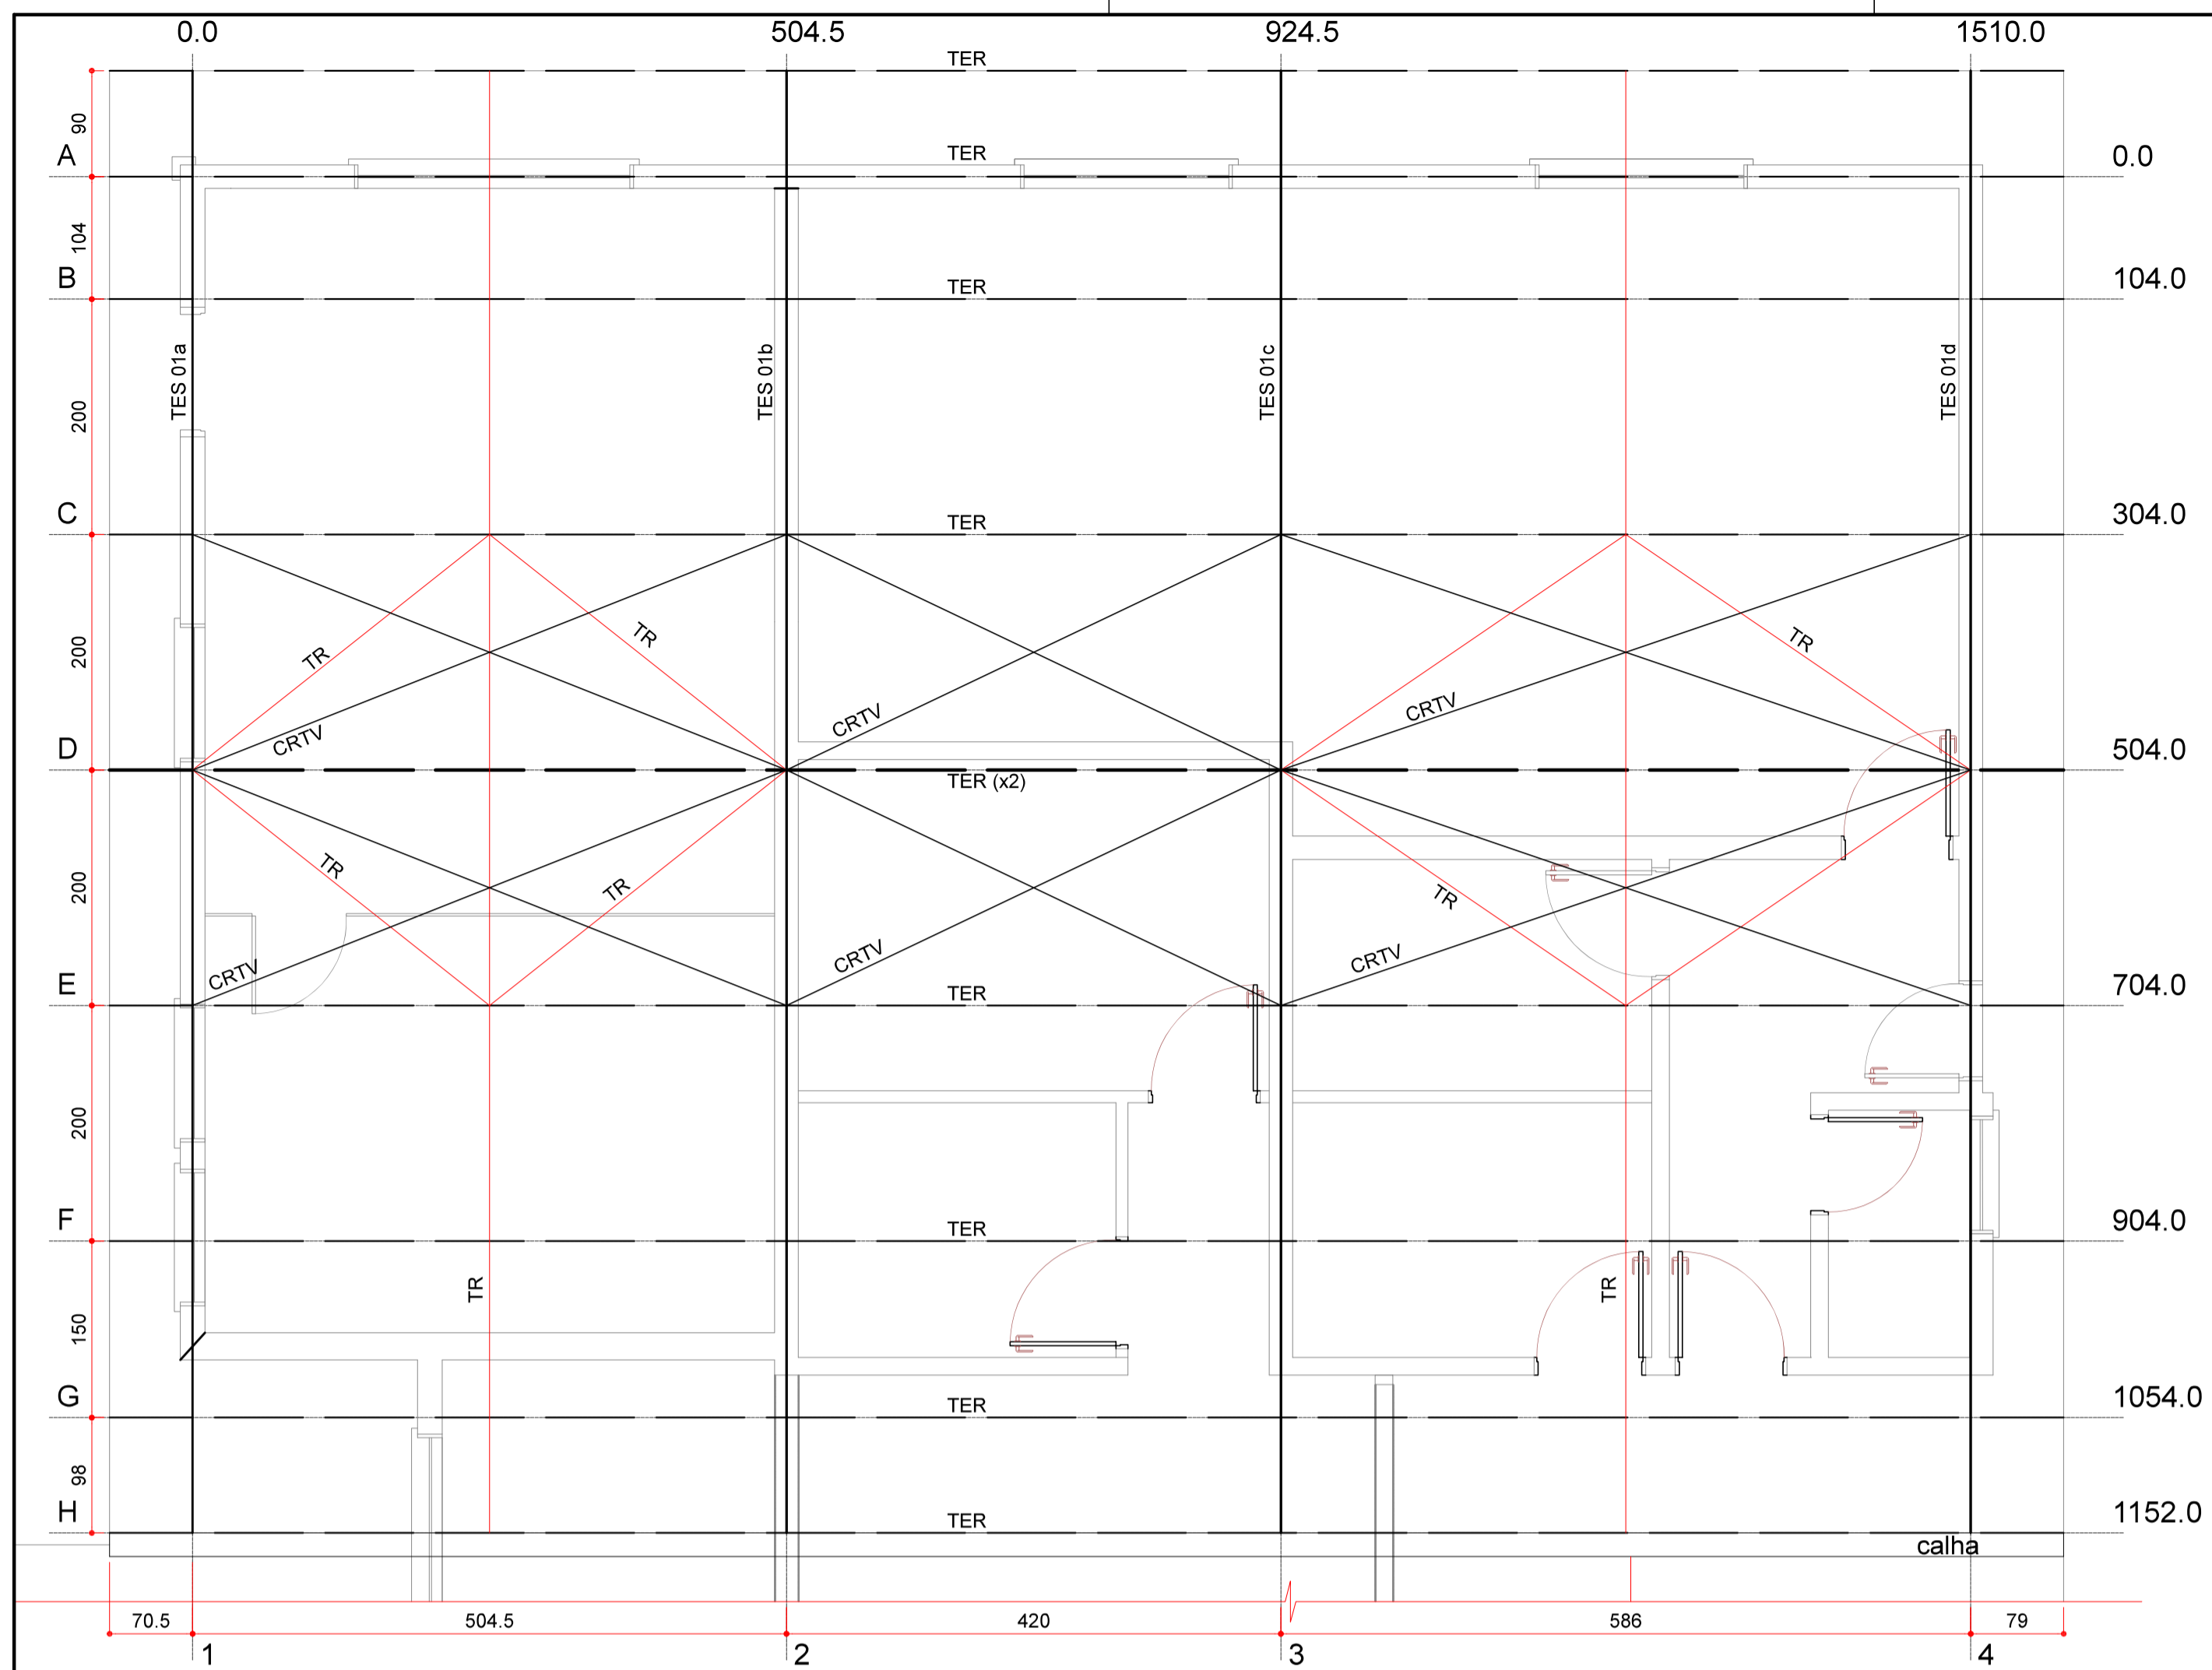 0.0 504.5 924.5 1510.0
TER
90
A TER 0.0
104
B TER 104.0
TES 01a TES 01b TES 01c TES 01d
200
C TER 304.0
TR TR TR
200
CRTV CRTV CRTV
D TER (x2) 504.0
TR TR TR
200
CRTV CRTV CRTV
E TER 704.0
200
F TER 904.0
TR TR
150
G TER 1054.0
98
H TER 1152.0
calha
70.5 504.5 420 586 79
1 2 3 4